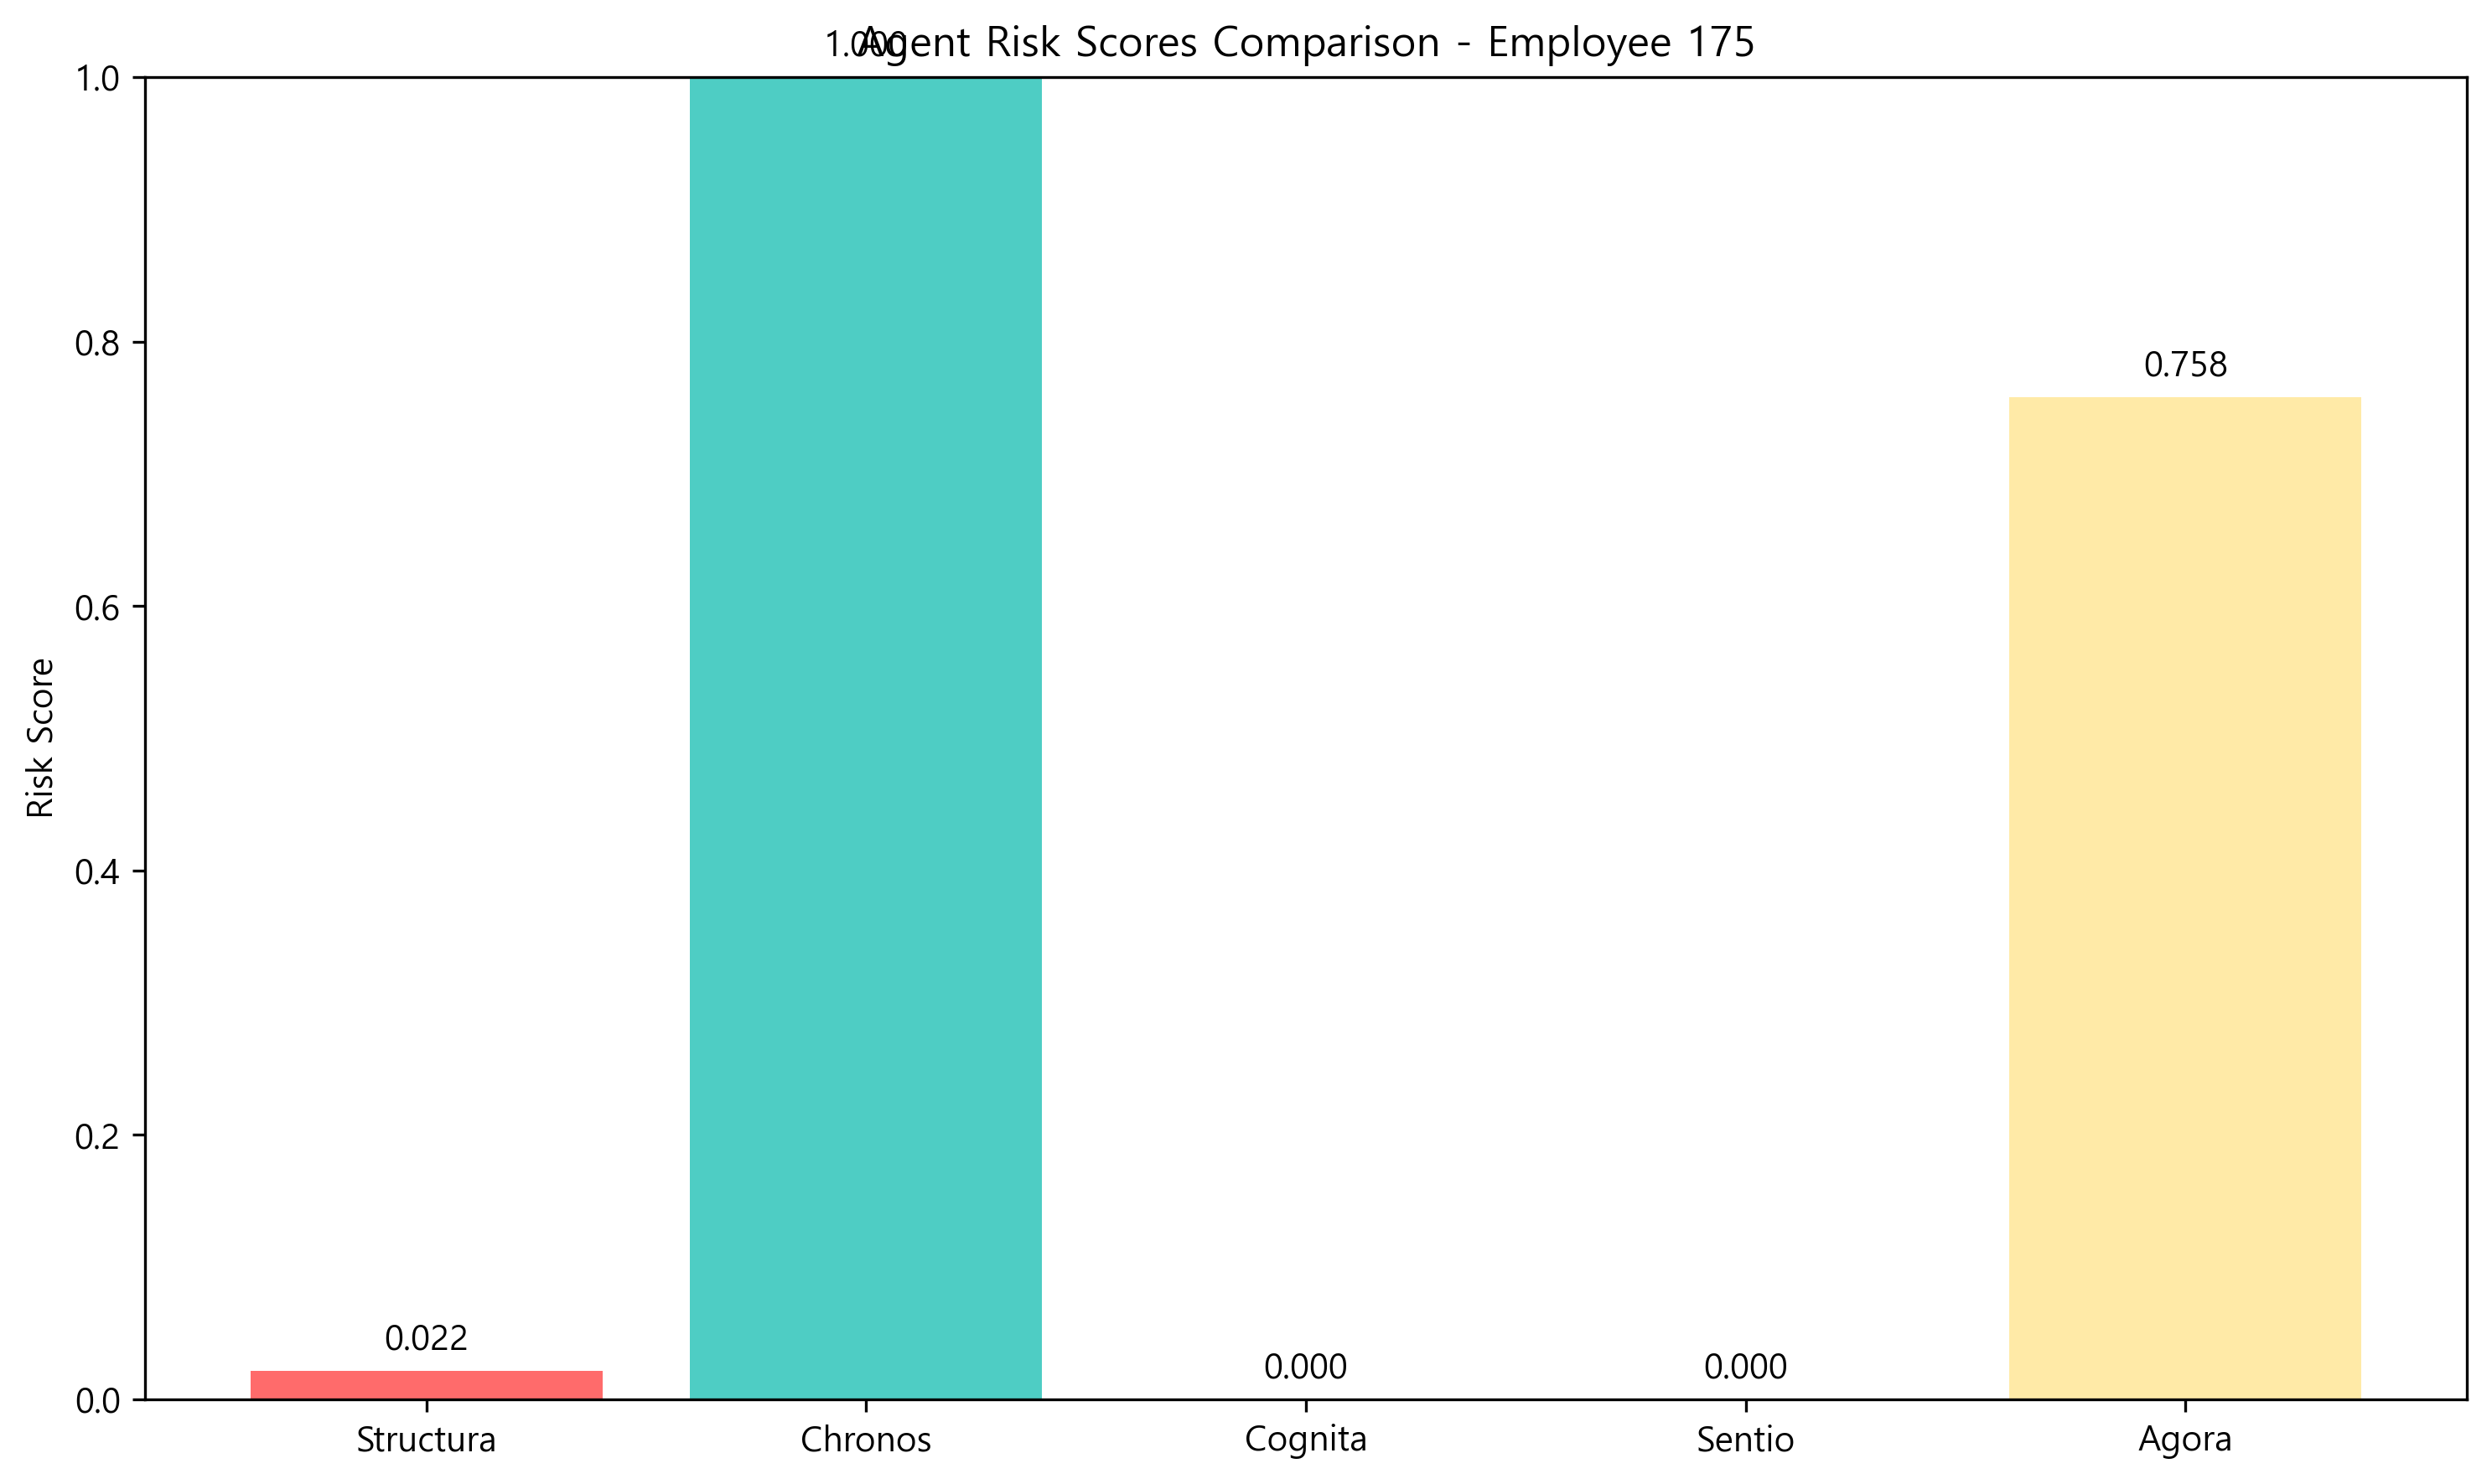 Agent Risk Scores Comparison - Employee 175
1.000
1.0
0.8
0.6
0.4
0.2
0.0
Risk Score
0.022
0.000
0.000
0.758
Structura
Chronos
Cognita
Sentio
Agora